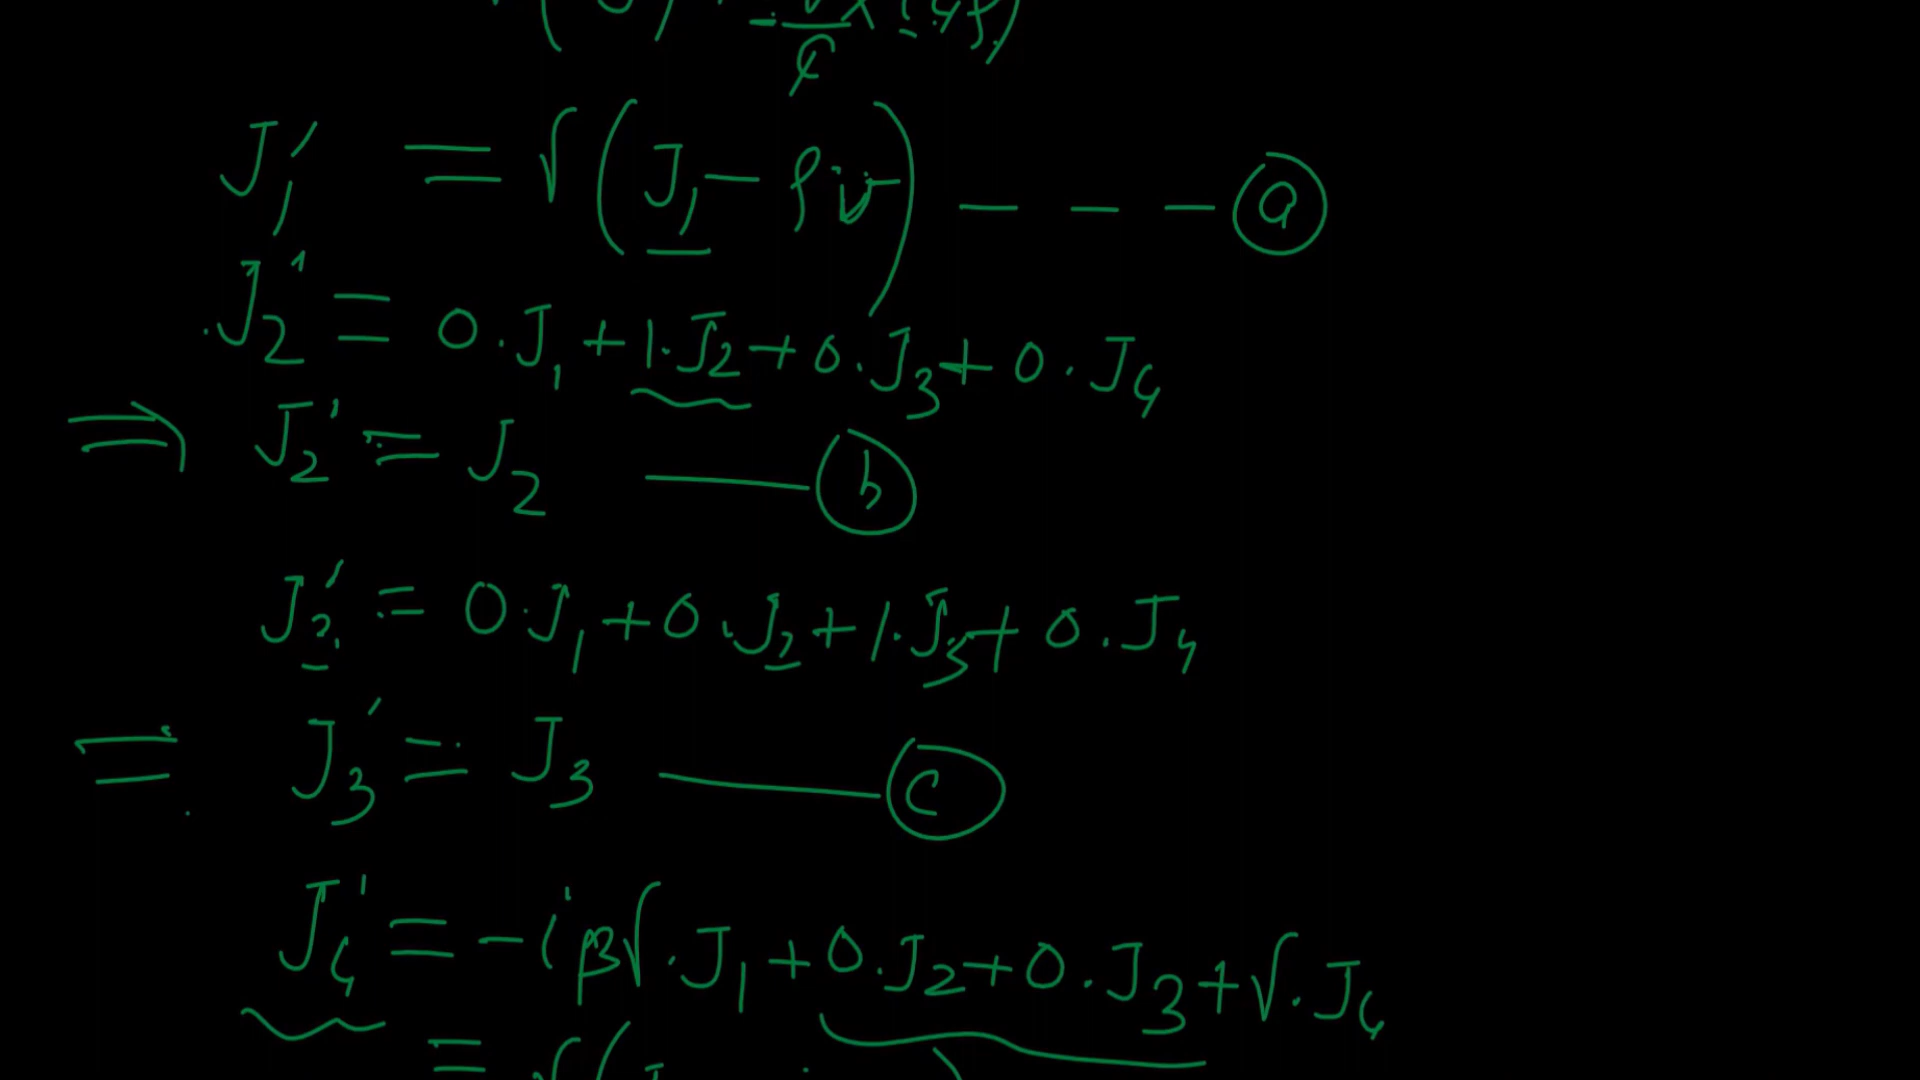 J₁' = γ(J₁ - ρv) - - - (a)
J₂' = 0.J₁ + 1.J₂ + 0.J₃ + 0.J₄
⇒ J₂' = J₂ —— (b)
J₃' = 0.J₁ + 0.J₂ + 1.J₃ + 0.J₄
= J₃' = J₃ —— (c)
J₄' = -iβγ.J₁ + 0.J₂ + 0.J₃ + γ.J₄